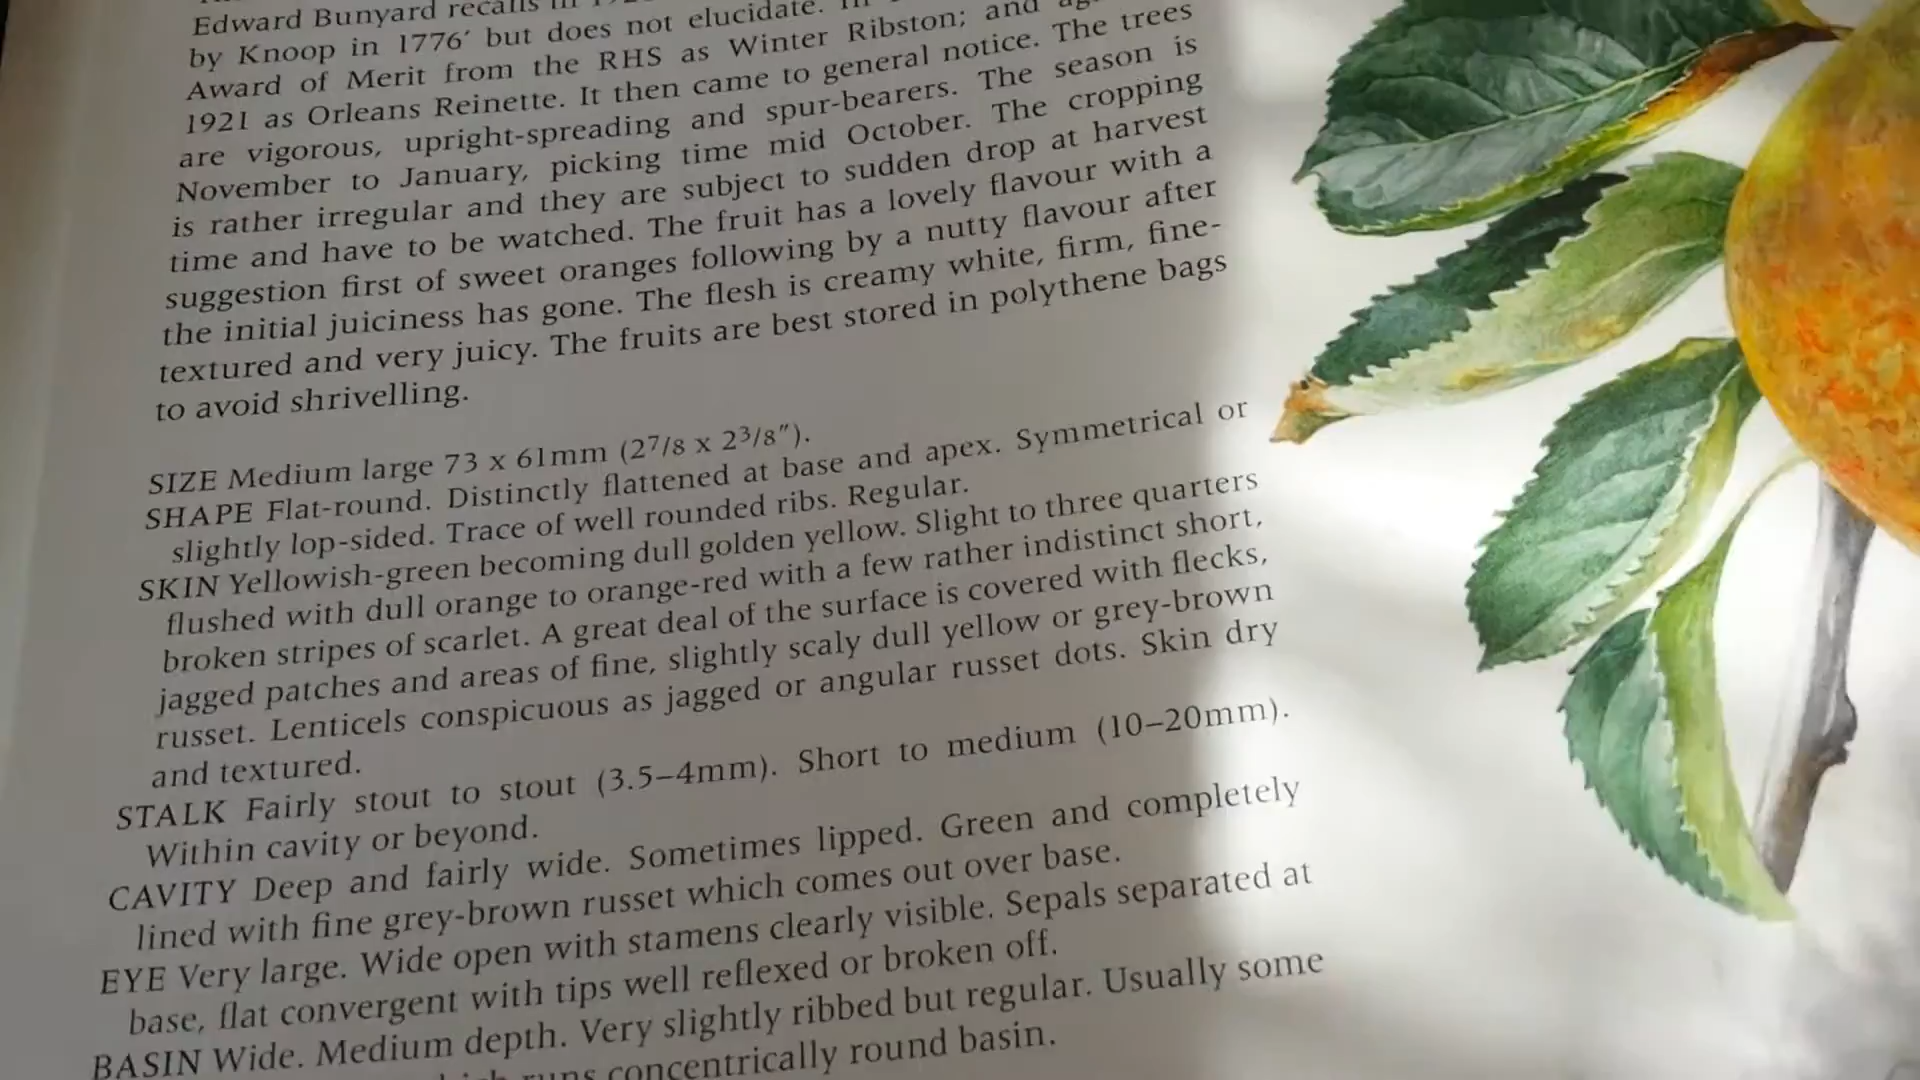 Edward Bunyard recalls in
by Knoop in 1776' but does not elucidate.
Award of Merit from the RHS as Winter Ribston; and
1921 as Orleans Reinette. It then came to general notice. The trees
are vigorous, upright-spreading and spur-bearers. The season is
November to January, picking time mid October. The cropping
is rather irregular and they are subject to sudden drop at harvest
time and have to be watched. The fruit has a lovely flavour with a
suggestion first of sweet oranges following by a nutty flavour after
the initial juiciness has gone. The flesh is creamy white, firm, fine-
textured and very juicy. The fruits are best stored in polythene bags
to avoid shrivelling.
SIZE Medium large 73 x 61mm (2⁷/8 x 2³/8″).
SHAPE Flat-round. Distinctly flattened at base and apex. Symmetrical or
slightly lop-sided. Trace of well rounded ribs. Regular.
SKIN Yellowish-green becoming dull golden yellow. Slight to three quarters
flushed with dull orange to orange-red with a few rather indistinct short,
broken stripes of scarlet. A great deal of the surface is covered with flecks,
jagged patches and areas of fine, slightly scaly dull yellow or grey-brown
russet. Lenticels conspicuous as jagged or angular russet dots. Skin dry
and textured.
STALK Fairly stout to stout (3.5–4mm). Short to medium (10–20mm).
Within cavity or beyond.
CAVITY Deep and fairly wide. Sometimes lipped. Green and completely
lined with fine grey-brown russet which comes out over base.
EYE Very large. Wide open with stamens clearly visible. Sepals separated at
base, flat convergent with tips well reflexed or broken off.
BASIN Wide. Medium depth. Very slightly ribbed but regular. Usually some
runs concentrically round basin.